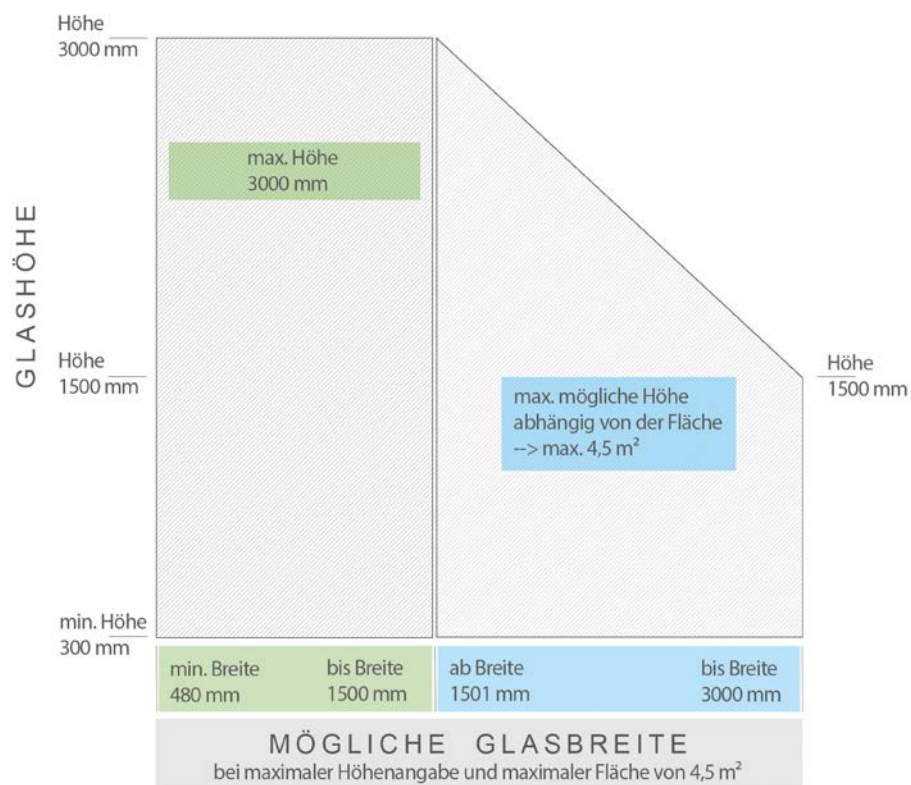 Höhe
3000 mm
max. Höhe
3000 mm
GLASHÖHE
Höhe
1500 mm
Höhe
1500 mm
max. mögliche Höhe
abhängig von der Fläche
--> max. 4,5 m²
min. Höhe
300 mm
min. Breite
480 mm
bis Breite
1500 mm
ab Breite
1501 mm
bis Breite
3000 mm
MÖGLICHE GLASBREITE
bei maximaler Höhenangabe und maximaler Fläche von 4,5 m²